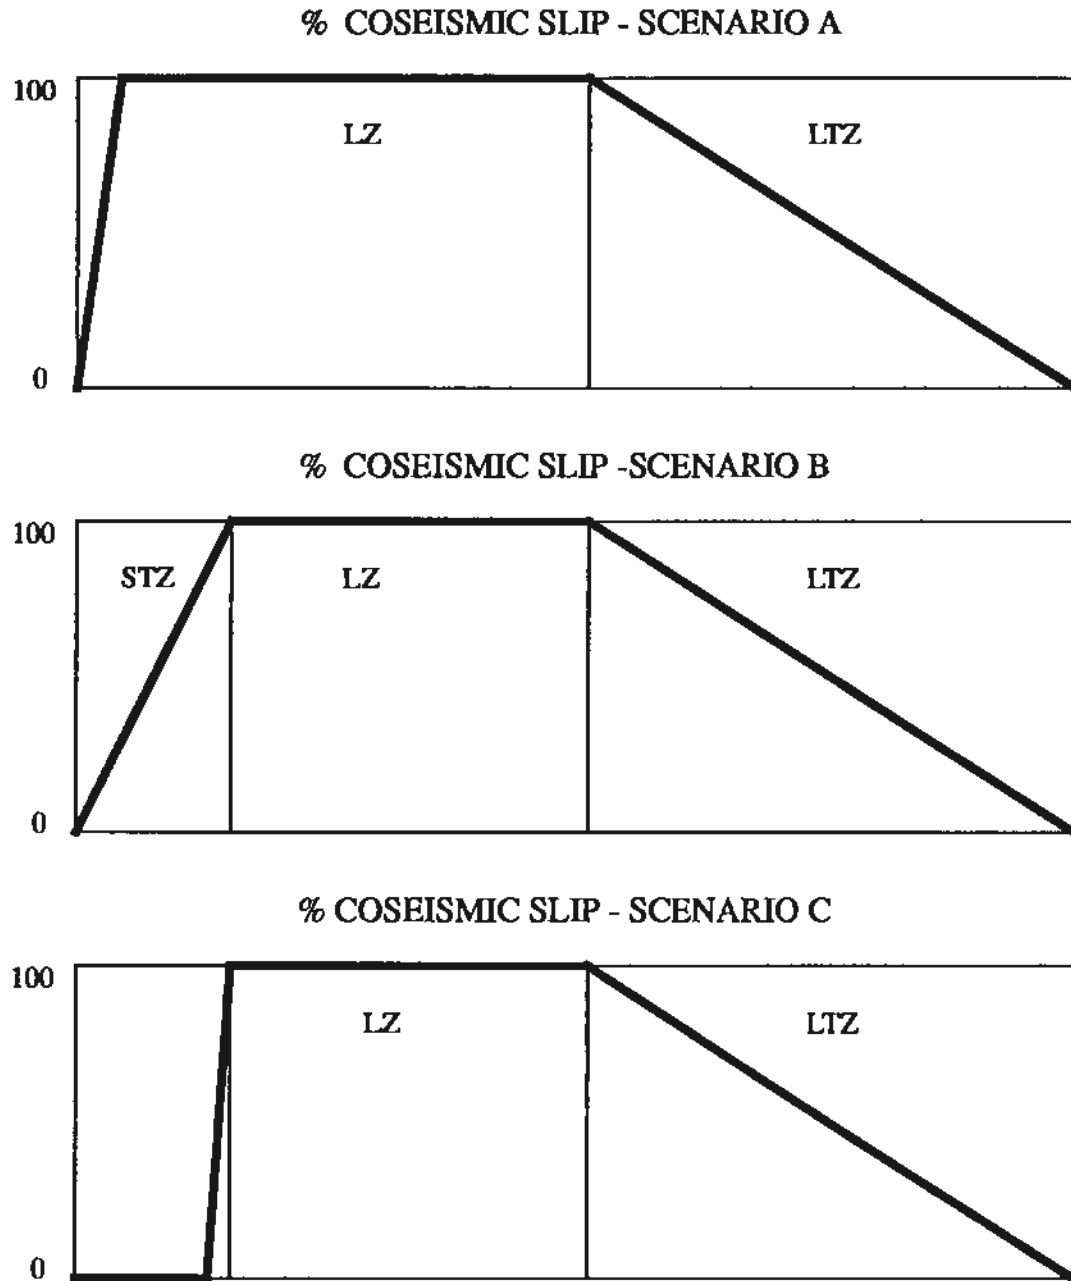 % COSEISMIC SLIP - SCENARIO A
100
LZ
LTZ
0
% COSEISMIC SLIP -SCENARIO B
100
STZ
LZ
LTZ
0
% COSEISMIC SLIP - SCENARIO C
100
LZ
LTZ
0